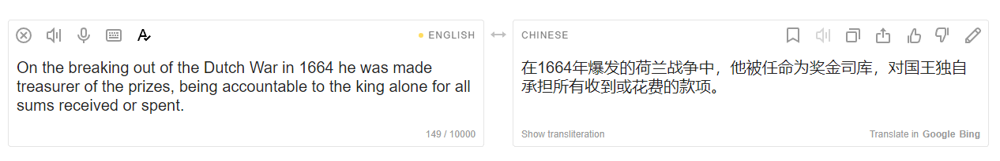 ENGLISH
On the breaking out of the Dutch War in 1664 he was made
treasurer of the prizes, being accountable to the king alone for all
sums received or spent.
149 / 10000
CHINESE
在1664年爆发的荷兰战争中，他被任命为奖金司库，对国王独自
承担所有收到或花费的款项。
Show transliteration
Translate in Google Bing